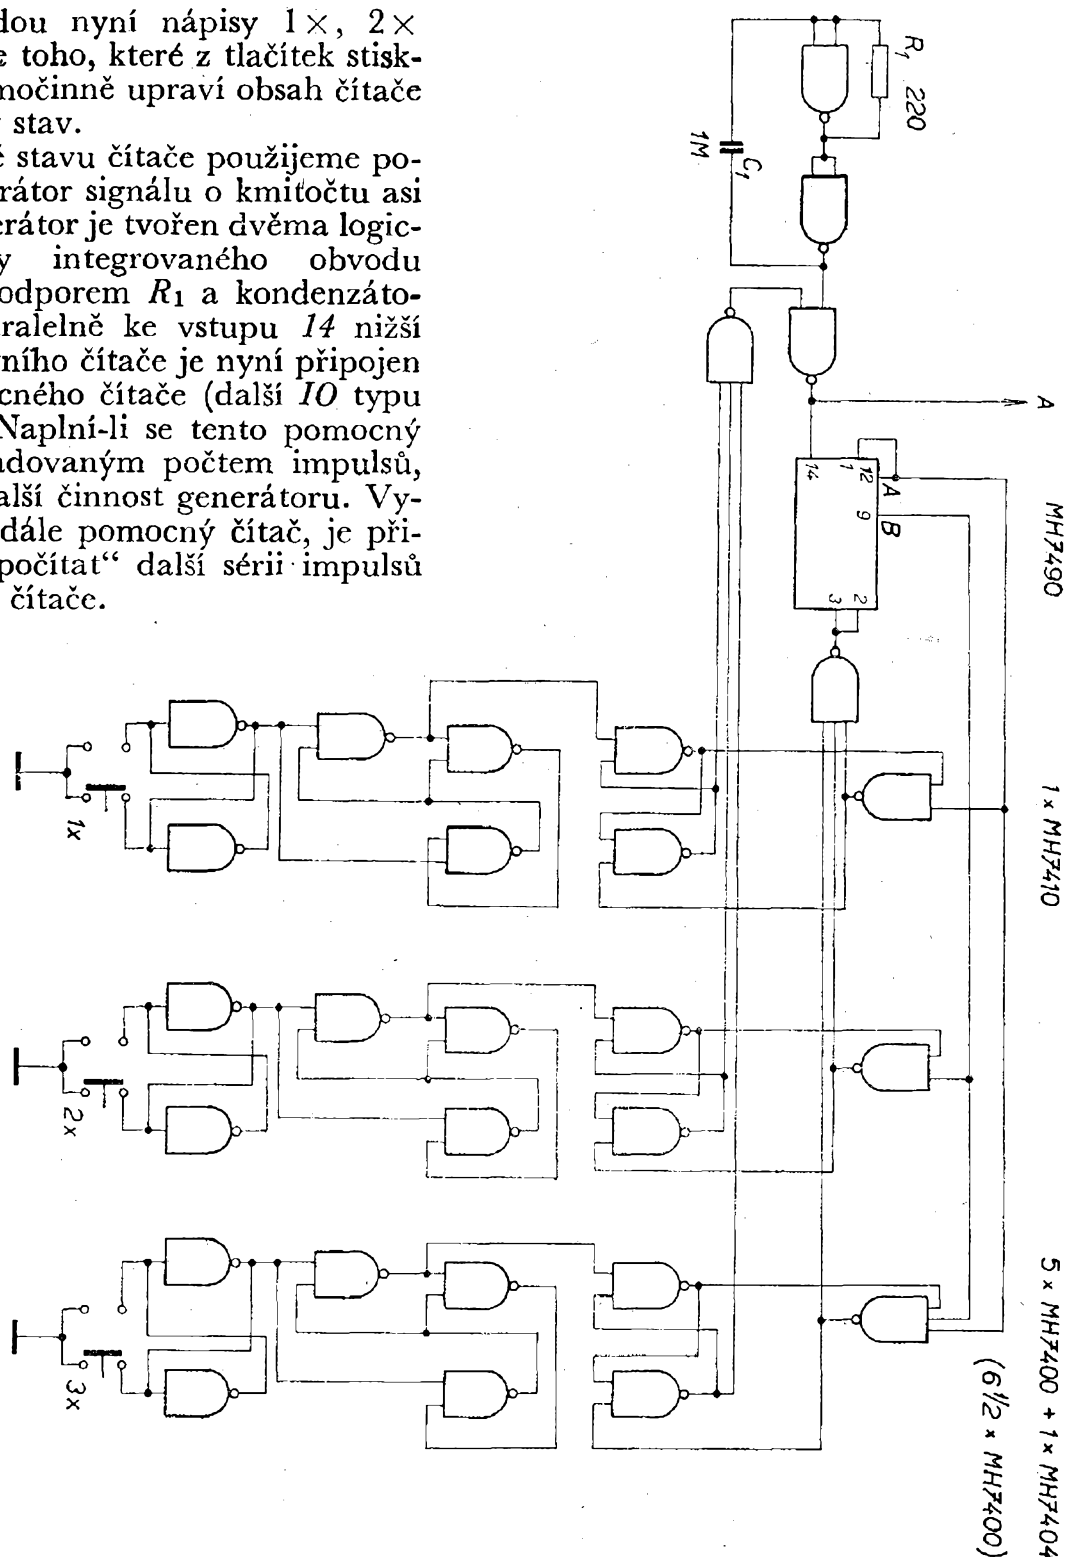 dou nyní nápisy 1×, 2×
e toho, které z tlačítek stisk-
močinně upraví obsah čítače
stav.
ě stavu čítače použijeme po-
rátor signálu o kmitočtu asi
erátor je tvořen dvěma logic-
y integrovaného obvodu
odporem R1 a kondenzáto-
ralelně ke vstupu 14 nižší
vního čítače je nyní připojen
cného čítače (další IO typu
Naplní-li se tento pomocný
adovaným počtem impulsů,
alší činnost generátoru. Vy-
dále pomocný čítač, je při-
počítat“ další sérii impulsů
čítače.
R1 220
C1
1M
A
MH7490
14
1
12
A
9
B
3
2
1 x MH7410
5 x MH7400 + 1x MH7404
(6 1/2 x MH7400)
1x
2x
3x